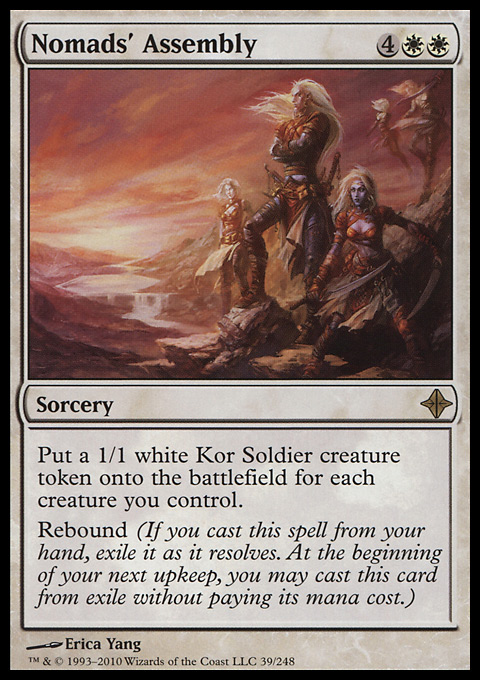 Nomads' Assembly 4
Sorcery
Put a 1/1 white Kor Soldier creature
token onto the battlefield for each
creature you control.
Rebound (If you cast this spell from your
hand, exile it as it resolves. At the beginning
of your next upkeep, you may cast this card
from exile without paying its mana cost.)
Erica Yang
™ & © 1993–2010 Wizards of the Coast LLC 39/248